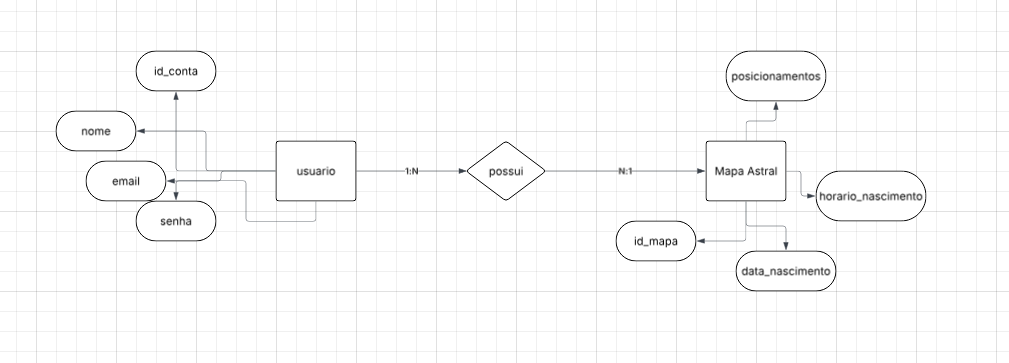 id_conta
nome
email
senha
usuario
1:N
possui
N:1
Mapa Astral
posicionamentos
horario_nascimento
id_mapa
data_nascimento